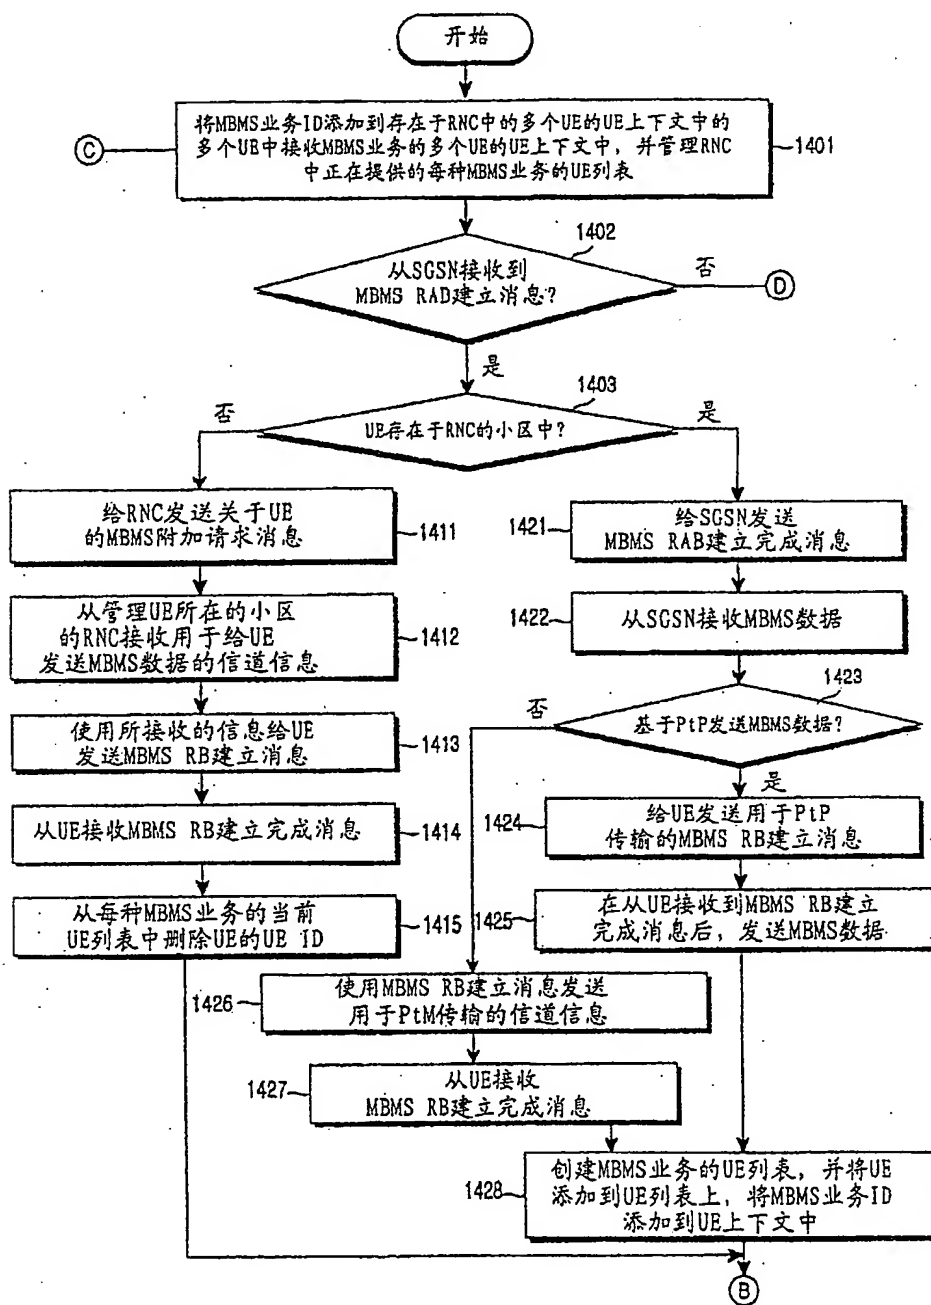 开始
将MBMS业务ID添加到存在于RNC中的多个UE的UE上下文中的
多个UE中接收MBMS业务的多个UE的UE上下文中，并管理RNC
中正在提供的每种MBMS业务的UE列表
1401
C
1402
从SGSN接收到
MBMS RAD建立消息？
否
D
是
1403
否
UE存在于RNC的小区中？
是
给RNC发送关于UE
的MBMS附加请求消息
1411
1421
给SGSN发送
MBMS RAB建立完成消息
从管理UE所在的小区
的RNC接收用于给UE
发送MBMS数据的信道信息
1412
1422
从SGSN接收MBMS数据
1423
使用所接收的信息给UE
发送MBMS RB建立消息
1413
否
基于PtP发送MBMS数据？
是
从UE接收MBMS RB建立完成消息
1414
1424
给UE发送用于PtP
传输的MBMS RB建立消息
从每种MBMS业务的当前
UE列表中删除UE的UE ID
1415
1425
在从UE接收到MBMS RB建立
完成消息后，发送MBMS数据
1426
使用MBMS RB建立消息发送
用于PtM传输的信道信息
1427
从UE接收
MBMS RB建立完成消息
1428
创建MBMS业务的UE列表，并将UE
添加到UE列表上，将MBMS业务ID
添加到UE上下文中
B